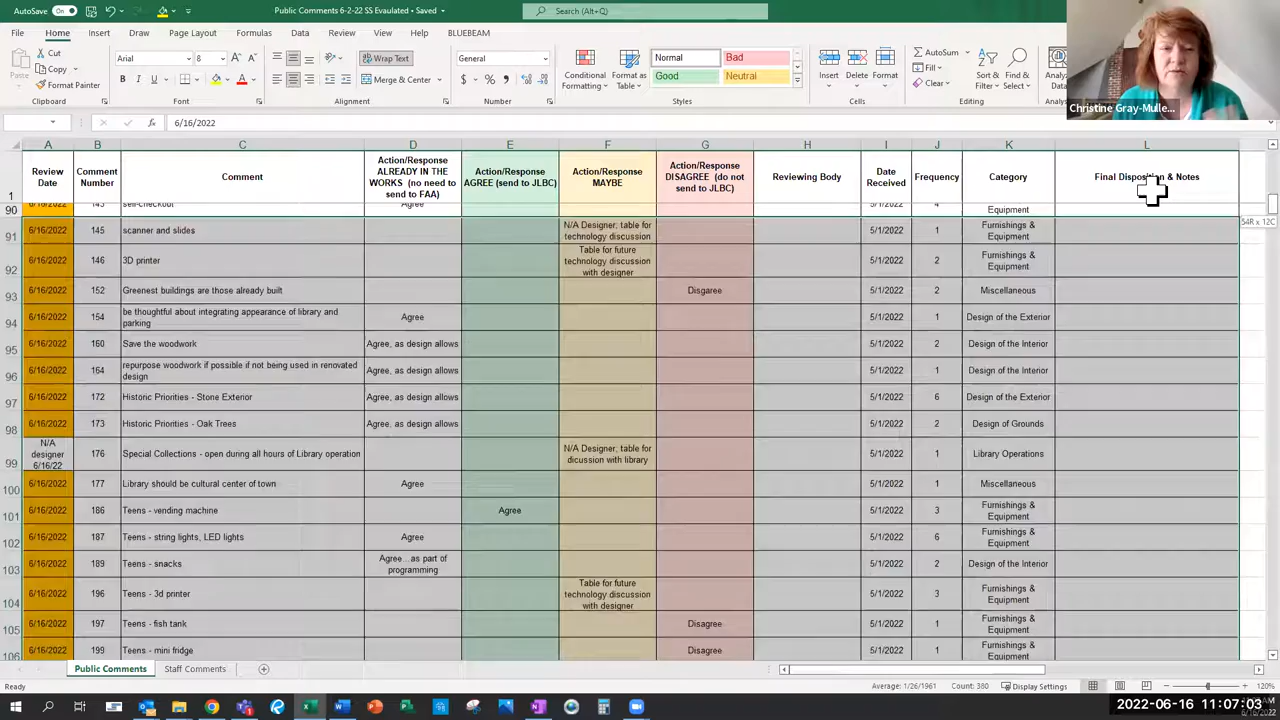 AutoSave On Public Comments 6-2-22 SS Evaulated • Saved Search (Alt+Q)
File Home Insert Draw Page Layout Formulas Data Review View Help BLUEBEAM
Cut
Copy
Format Painter
Paste
Clipboard
Arial 8
Font
Wrap Text
Merge & Center
Alignment
General
Number
Conditional
Formatting
Format as
Table
Normal Bad
Good Neutral
Styles
Insert Delete Format
Cells
AutoSum
Fill
Clear
Sort &
Filter
Find &
Select
Editing
Christine Gray-Mulle...
6/16/2022
A B C D E F G H I J K L
1
Review
Date
Comment
Number
Comment
Action/Response
ALREADY IN THE
WORKS (no need to
send to FAA)
Action/Response
AGREE (send to JLBC)
Action/Response
MAYBE
Action/Response
DISAGREE (do not
send to JLBC)
Reviewing Body
Date
Received
Frequency
Category
Final Disposition & Notes
90 6/16/2022 143 self-checkout Agree 5/1/2022 4 Equipment
54R x 12C
91 6/16/2022 145 scanner and slides N/A Designer; table for
technology discussion 5/1/2022 1 Furnishings &
Equipment
92 6/16/2022 146 3D printer Table for future
technology discussion
with designer 5/1/2022 2 Furnishings &
Equipment
93 6/16/2022 152 Greenest buildings are those already built Disgaree 5/1/2022 2 Miscellaneous
94 6/16/2022 154 be thoughtful about integrating appearance of library and
parking Agree 5/1/2022 1 Design of the Exterior
95 6/16/2022 160 Save the woodwork Agree, as design allows 5/1/2022 2 Design of the Interior
96 6/16/2022 164 repurpose woodwork if possible if not being used in renovated
design Agree, as design allows 5/1/2022 1 Design of the Interior
97 6/16/2022 172 Historic Priorities - Stone Exterior Agree, as design allows 5/1/2022 6 Design of the Exterior
98 6/16/2022 173 Historic Priorities - Oak Trees Agree, as design allows 5/1/2022 2 Design of Grounds
99 N/A
designer
6/16/22 176 Special Collections - open during all hours of Library operation N/A Designer; table for
dicussion with library 5/1/2022 1 Library Operations
100 6/16/2022 177 Library should be cultural center of town Agree 5/1/2022 1 Miscellaneous
101 6/16/2022 186 Teens - vending machine Agree 5/1/2022 3 Furnishings &
Equipment
102 6/16/2022 187 Teens - string lights, LED lights Agree 5/1/2022 6 Furnishings &
Equipment
103 6/16/2022 189 Teens - snacks Agree...as part of
programming 5/1/2022 2 Design of the Interior
104 6/16/2022 196 Teens - 3d printer Table for future
technology discussion
with designer 5/1/2022 3 Furnishings &
Equipment
105 6/16/2022 197 Teens - fish tank Disagree 5/1/2022 1 Furnishings &
Equipment
106 6/16/2022 199 Teens - mini fridge Disagree 5/1/2022 1 Furnishings &
Equipment
Public Comments Staff Comments
Ready Average: 1/26/1961 Count: 380 Display Settings 120%
2022-06-16 11:07:03